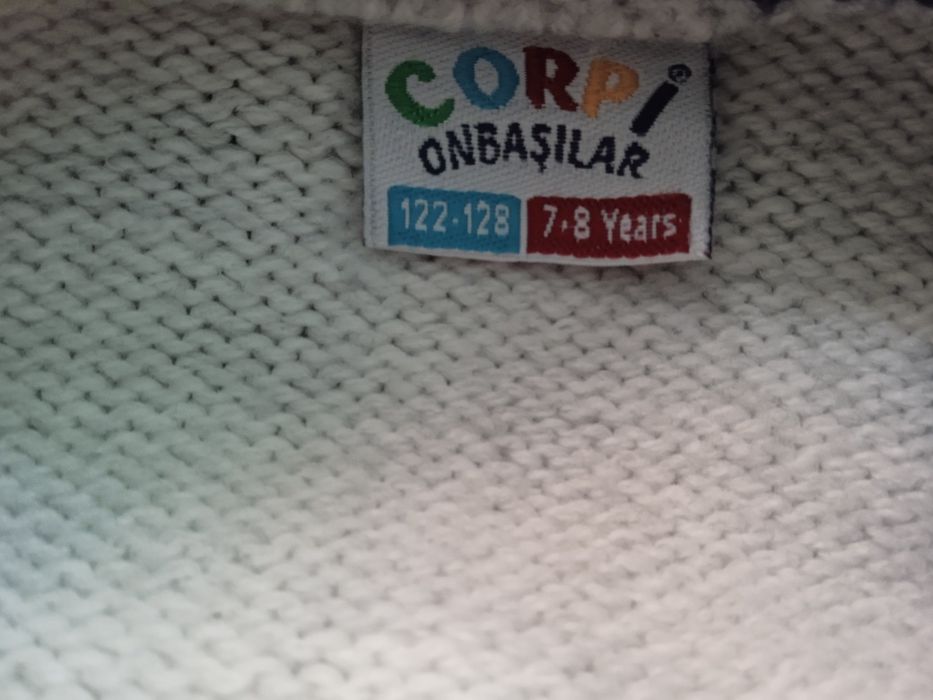 CORPİ
ONBAŞILAR
122-128 7-8 Years